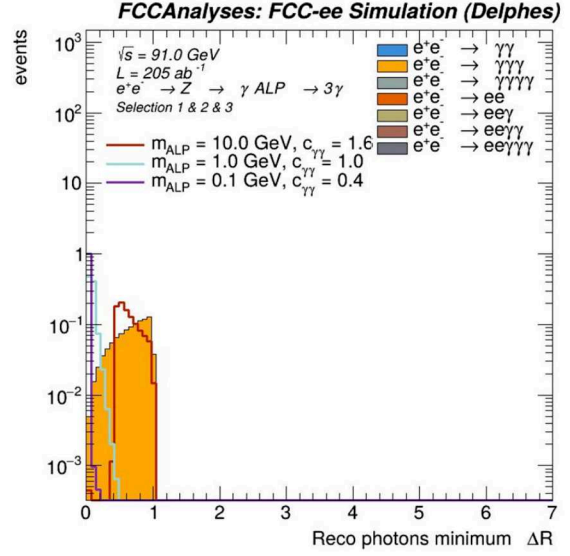 FCCAnalyses: FCC-ee Simulation (Delphes)
events
10³
10²
10
1
10⁻¹
10⁻²
10⁻³
√s = 91.0 GeV
L = 205 ab⁻¹
e⁺e⁻ → Z → γ ALP → 3γ
Selection 1 & 2 & 3
m_ALP = 10.0 GeV, c_γγ = 1.6
m_ALP = 1.0 GeV, c_γγ = 1.0
m_ALP = 0.1 GeV, c_γγ = 0.4
e⁺e⁻ → γγ
e⁺e⁻ → γγγ
e⁺e⁻ → γγγγ
e⁺e⁻ → ee
e⁺e⁻ → eeγ
e⁺e⁻ → eeγγ
e⁺e⁻ → eeγγγ
0 1 2 3 4 5 6 7
Reco photons minimum ΔR